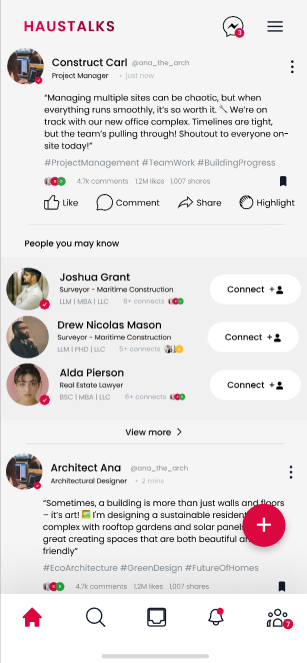 HAUSTALKS
3
Construct Carl @ana_the_arch
Project Manager • just now
“Managing multiple sites can be chaotic, but when
everything runs smoothly, it's so worth it. 🔧 We're on
track with our new office complex. Timelines are tight,
but the team's pulling through! Shoutout to everyone on-
site today!”
#ProjectManagement #TeamWork #BuildingProgress
4.7k comments 1.2M likes 1,007 shares
Like Comment Share Highlight
People you may know
Joshua Grant
Surveyor - Maritime Construction
LLM | MBA | LLC 8+ connects
Connect +
Drew Nicolas Mason
Surveyor - Maritime Construction
LLM | PHD | LLC 5+ connects
Connect +
Alda Pierson
Real Estate Lawyer
BSC | MBA | LLC 6+ connects
Connect +
View more >
Architect Ana @ana_the_arch
Architectural Designer • 2 mins
“Sometimes, a building is more than just walls and floors
– it's art! 🖼️ I'm designing a sustainable resident
complex with rooftop gardens and solar panels
great creating spaces that are both beautiful an
friendly”
#EcoArchitecture #GreenDesign #FutureOfHomes
4.7k comments 1.2M likes 1,007 shares
+
7